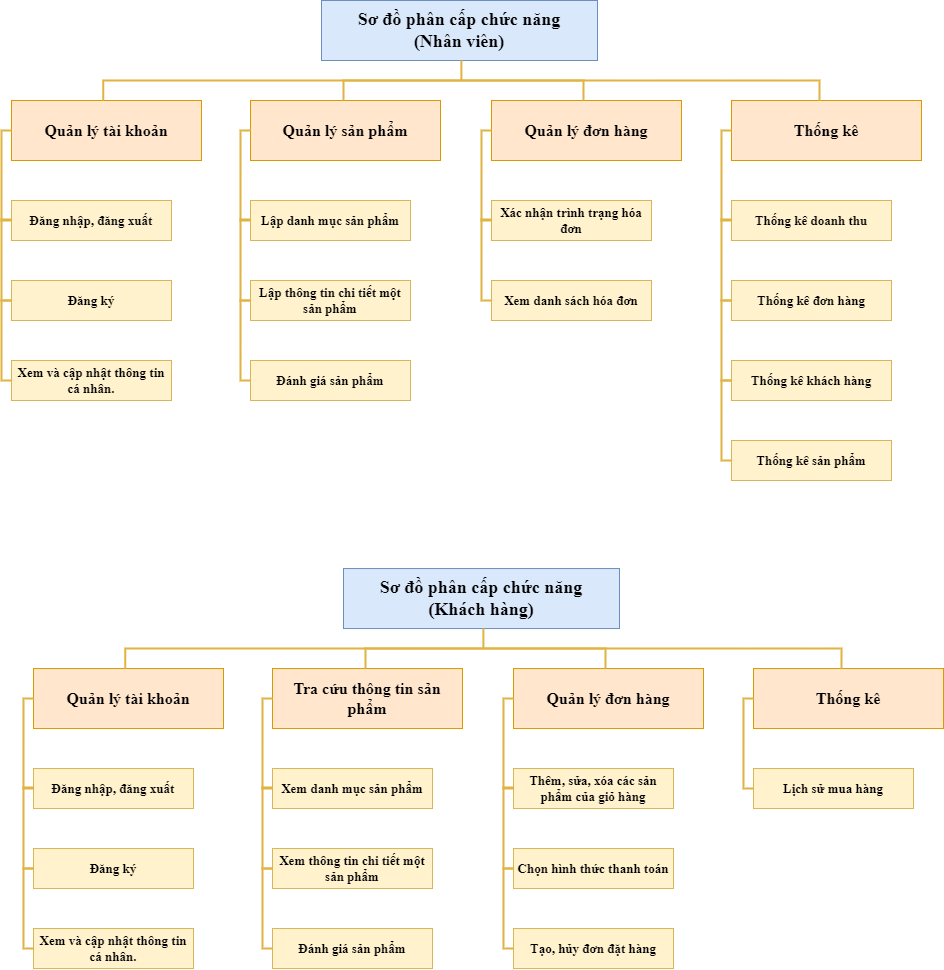 Sơ đồ phân cấp chức năng
(Nhân viên)
Quản lý tài khoản
Quản lý sản phẩm
Quản lý đơn hàng
Thống kê
Đăng nhập, đăng xuất
Lập danh mục sản phẩm
Xác nhận trình trạng hóa
đơn
Thống kê doanh thu
Đăng ký
Lập thông tin chi tiết một
sản phẩm
Xem danh sách hóa đơn
Thống kê đơn hàng
Xem và cập nhật thông tin
cá nhân.
Đánh giá sản phẩm
Thống kê khách hàng
Thống kê sản phẩm
Sơ đồ phân cấp chức năng
(Khách hàng)
Quản lý tài khoản
Tra cứu thông tin sản
phẩm
Quản lý đơn hàng
Thống kê
Đăng nhập, đăng xuất
Xem danh mục sản phẩm
Thêm, sửa, xóa các sản
phẩm của giỏ hàng
Lịch sử mua hàng
Đăng ký
Xem thông tin chi tiết một
sản phẩm
Chọn hình thức thanh toán
Xem và cập nhật thông tin
cá nhân.
Đánh giá sản phẩm
Tạo, hủy đơn đặt hàng